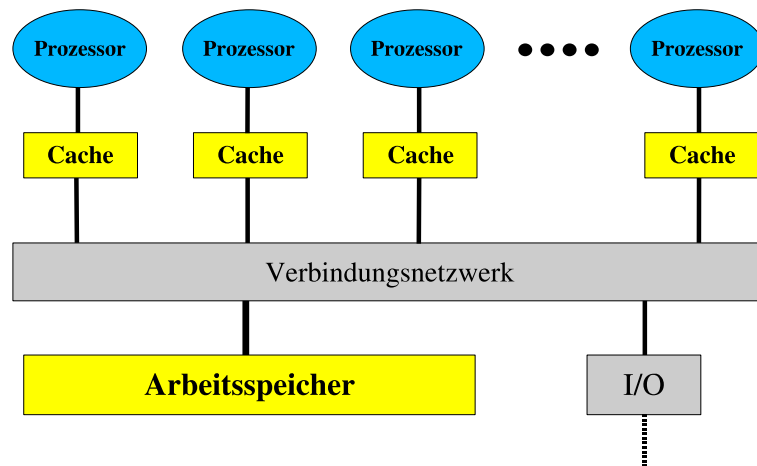 Prozessor Prozessor Prozessor Prozessor
Cache Cache Cache Cache
Verbindungsnetzwerk
Arbeitsspeicher I/O